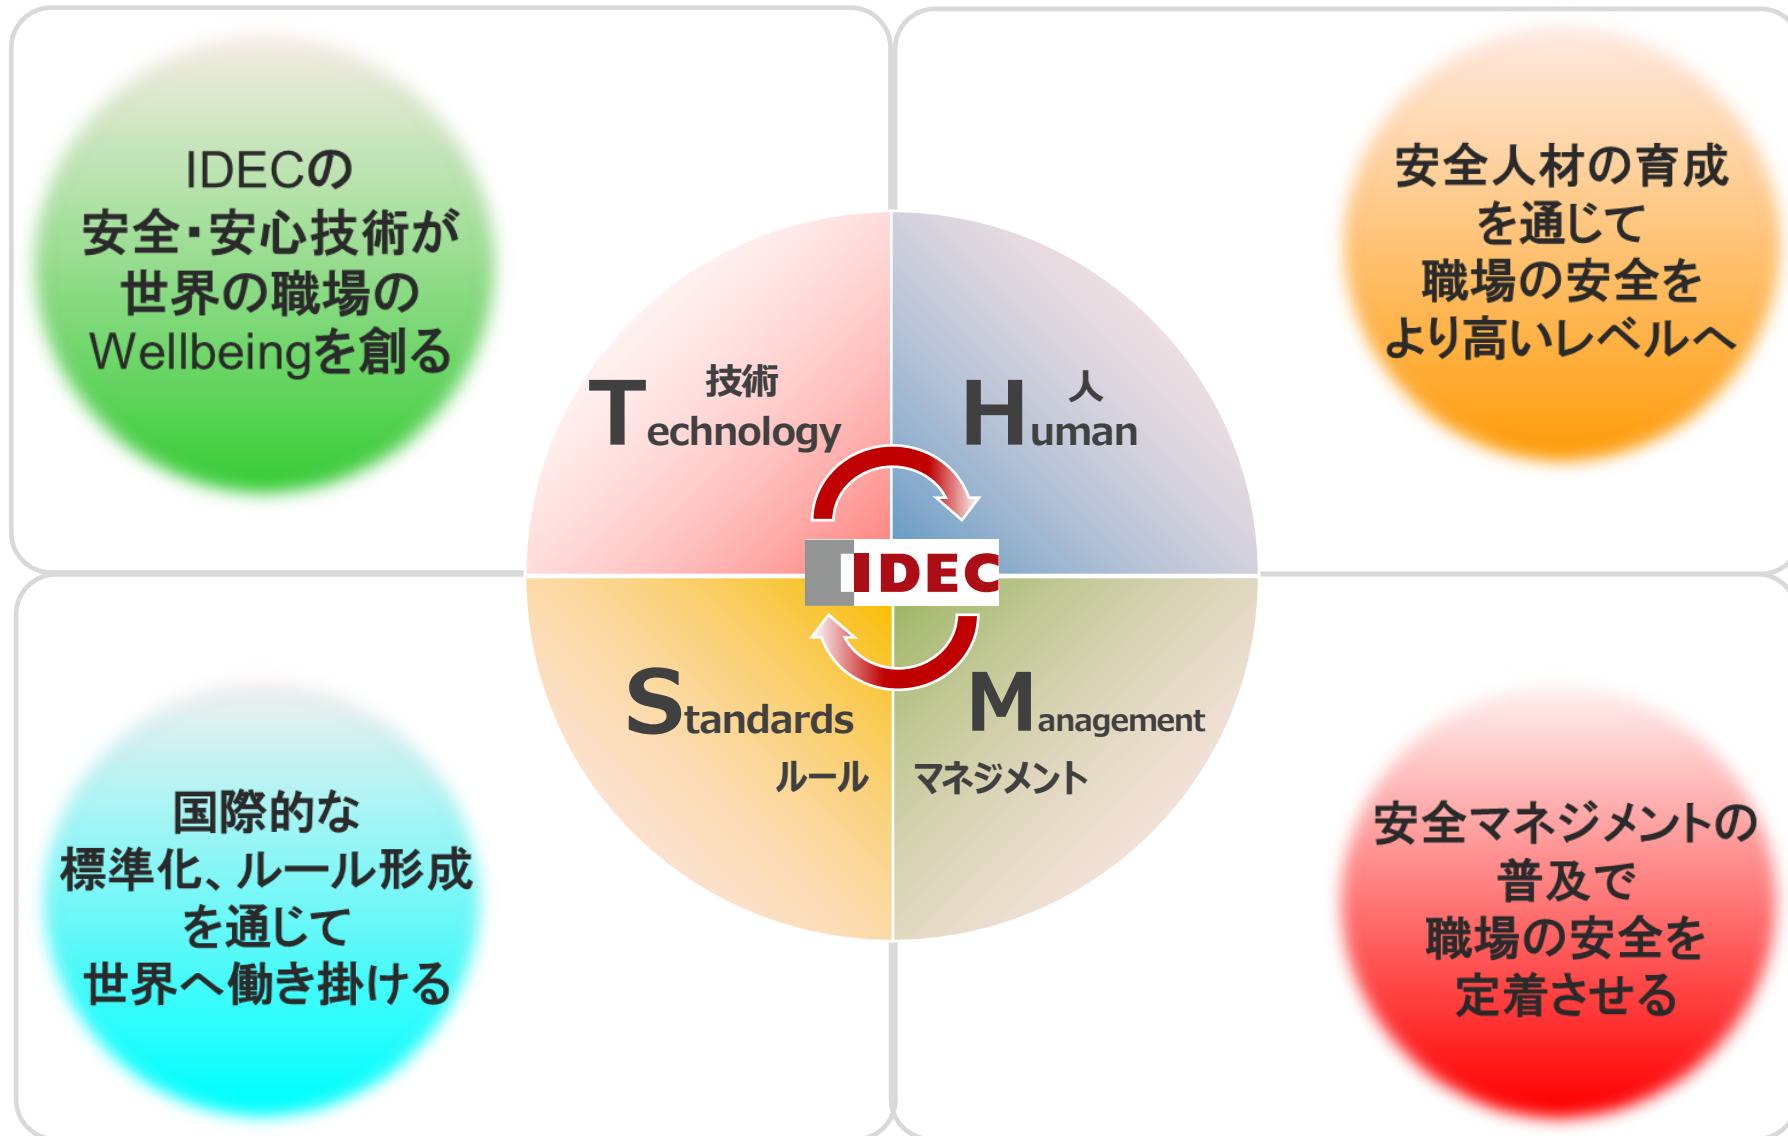 IDECの
安全・安心技術が
世界の職場の
Wellbeingを創る
安全人材の育成
を通じて
職場の安全を
より高いレベルへ
技術
Technology
人
Human
IDEC
Standards
ルール
Management
マネジメント
国際的な
標準化、ルール形成
を通じて
世界へ働き掛ける
安全マネジメントの
普及で
職場の安全を
定着させる